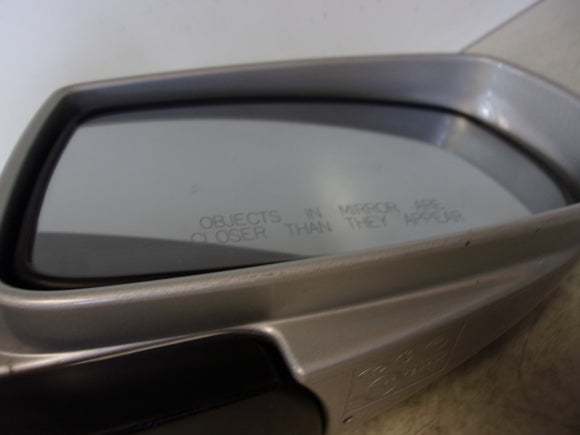 OBJECTS IN MIRROR ARE
CLOSER THAN THEY APPEAR